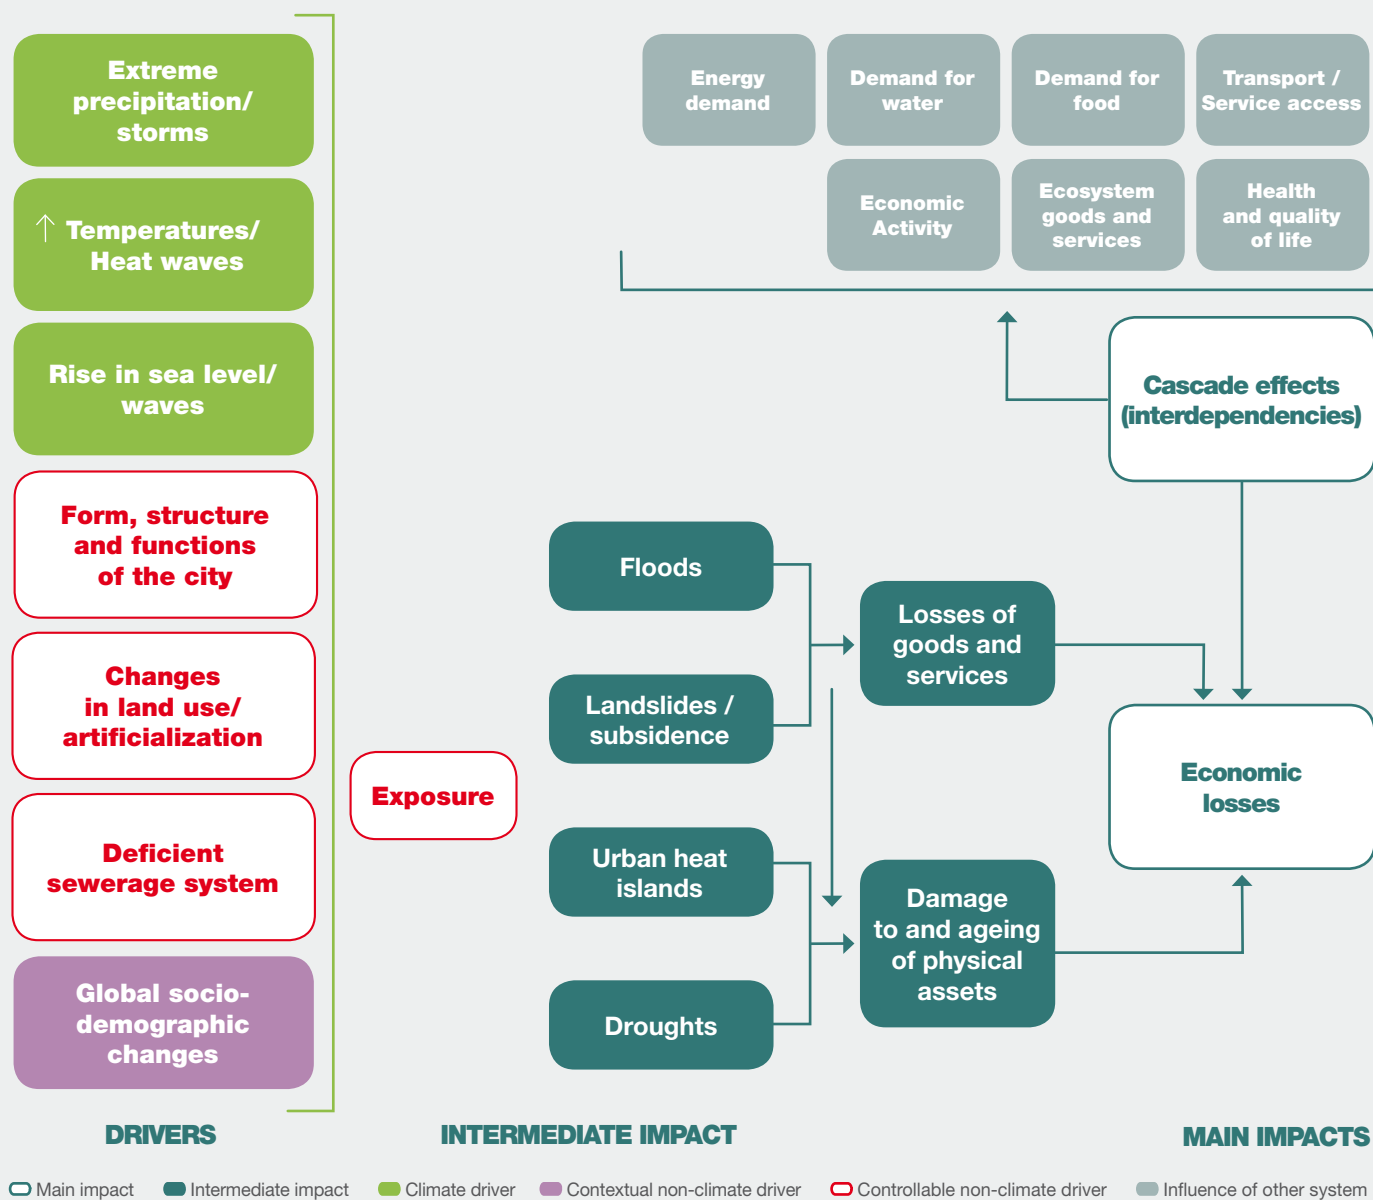 Extreme
precipitation/
storms
↑ Temperatures/
Heat waves
Rise in sea level/
waves
Form, structure
and functions
of the city
Changes
in land use/
artificialization
Deficient
sewerage system
Global socio-
demographic
changes
DRIVERS
Exposure
Floods
Landslides /
subsidence
Urban heat
islands
Droughts
Losses of
goods and
services
Damage
to and ageing
of physical
assets
INTERMEDIATE IMPACT
Energy
demand
Demand for
water
Demand for
food
Transport /
Service access
Economic
Activity
Ecosystem
goods and
services
Health
and quality
of life
Cascade effects
(interdependencies)
Economic
losses
MAIN IMPACTS
Main impact
Intermediate impact
Climate driver
Contextual non-climate driver
Controllable non-climate driver
Influence of other system